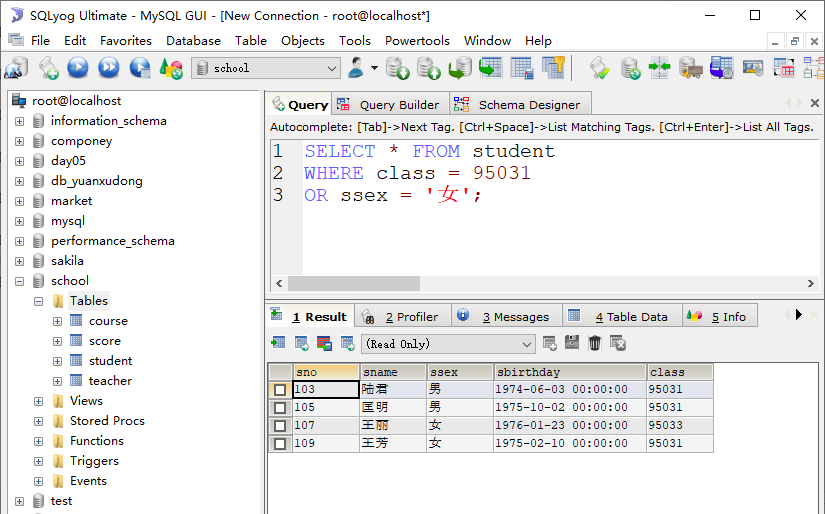 SQLyog Ultimate - MySQL GUI - [New Connection - root@localhost*]
File Edit Favorites Database Table Objects Tools Powertools Window Help
school
root@localhost
information_schema
componey
day05
db_yuanxudong
market
mysql
performance_schema
sakila
school
Tables
course
score
student
teacher
Views
Stored Procs
Functions
Triggers
Events
test
Query Query Builder Schema Designer
Autocomplete: [Tab]->Next Tag. [Ctrl+Space]->List Matching Tags. [Ctrl+Enter]->List All Tags.
1 SELECT * FROM student
2 WHERE class = 95031
3 OR ssex = '女';
1 Result 2 Profiler 3 Messages 4 Table Data 5 Info
(Read Only)
sno sname ssex sbirthday class
103 陆君 男 1974-06-03 00:00:00 95031
105 匡明 男 1975-10-02 00:00:00 95031
107 王丽 女 1976-01-23 00:00:00 95033
109 王芳 女 1975-02-10 00:00:00 95031